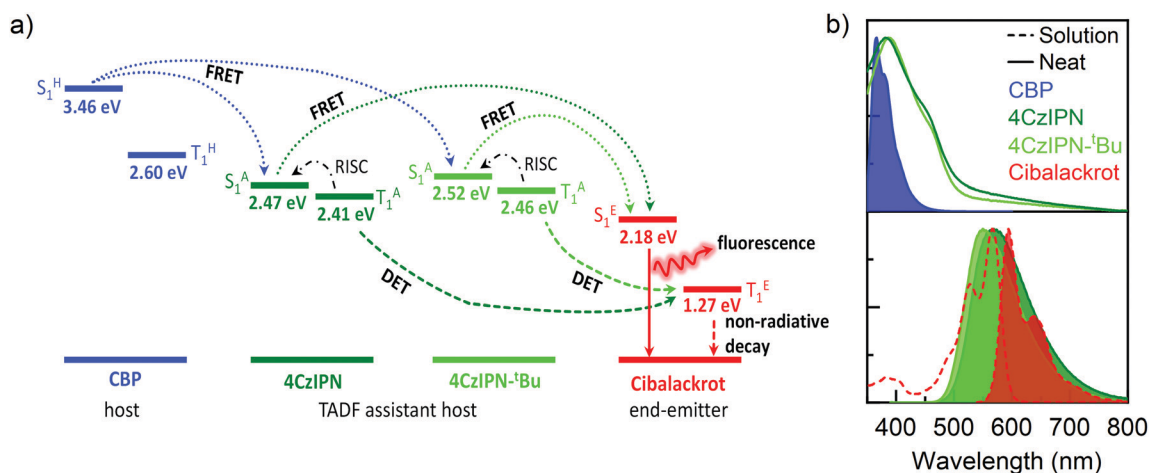 a)
FRET
S₁ᴴ
3.46 eV
T₁ᴴ
2.60 eV
FRET
RISC
S₁ᴬ
2.47 eV
T₁ᴬ
2.41 eV
FRET
RISC
S₁ᴬ
2.52 eV
T₁ᴬ
2.46 eV
S₁ᴱ
2.18 eV
fluorescence
DET
DET
T₁ᴱ
1.27 eV
non-radiative
decay
CBP
4CzIPN
4CzIPN-ᵗBu
Cibalackrot
host
TADF assistant host
end-emitter
b)
Solution
Neat
CBP
4CzIPN
4CzIPN-ᵗBu
Cibalackrot
400 500 600 700 800
Wavelength (nm)